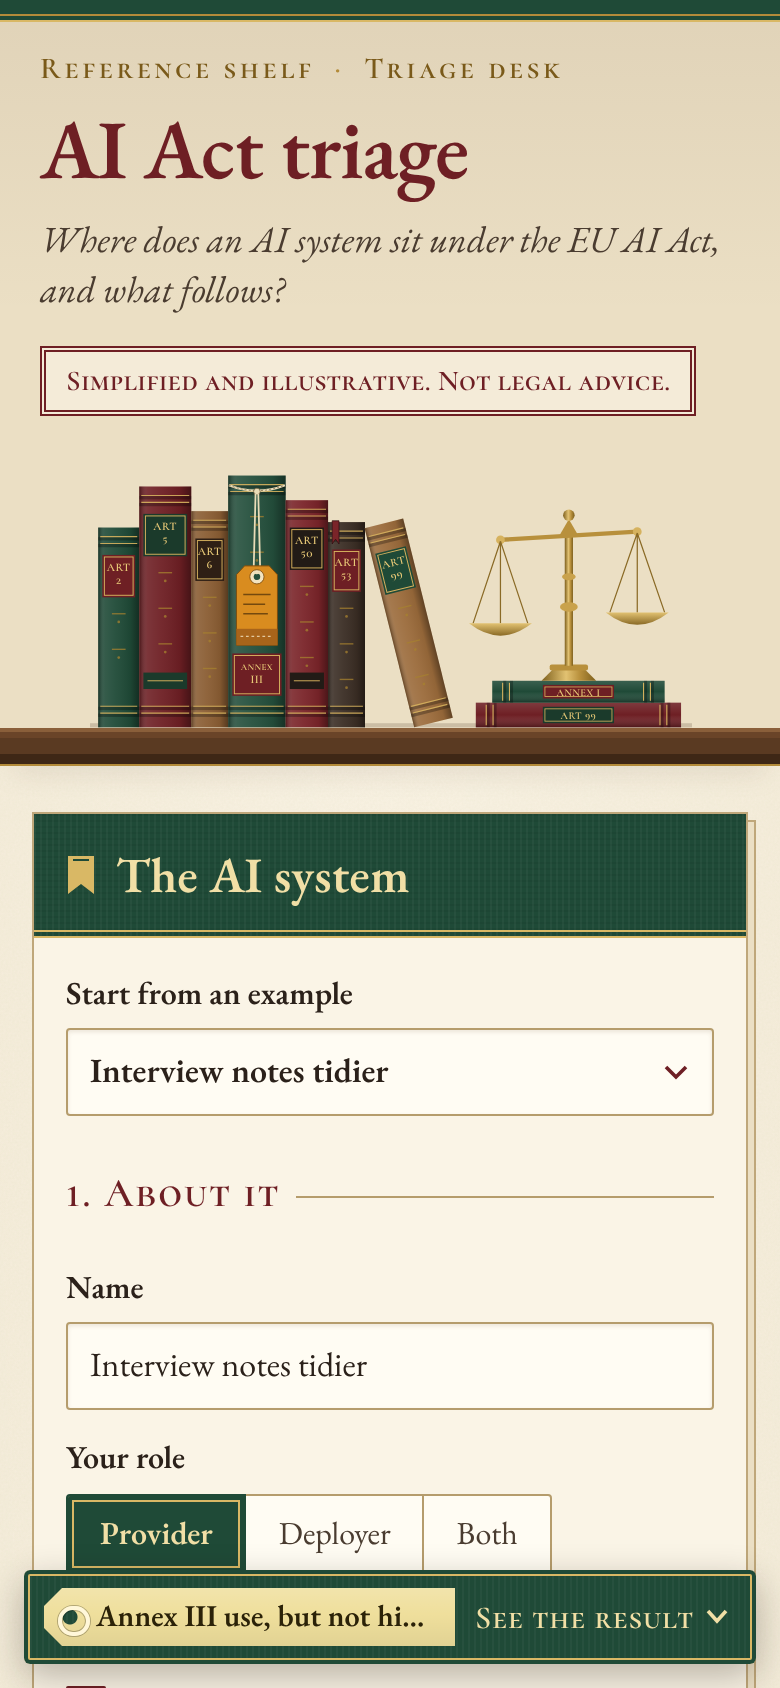 Reference shelf · Triage desk
AI Act triage
Where does an AI system sit under the EU AI Act,
and what follows?
Simplified and illustrative. Not legal advice.
ART
2
ART
5
ART
6
ANNEX
III
ART
50
ART
53
ART
99
ANNEX I
ART 99
The AI system
Start from an example
Interview notes tidier
1. About it
Name
Interview notes tidier
Your role
Provider
Deployer
Both
Annex III use, but not hi...
See the result